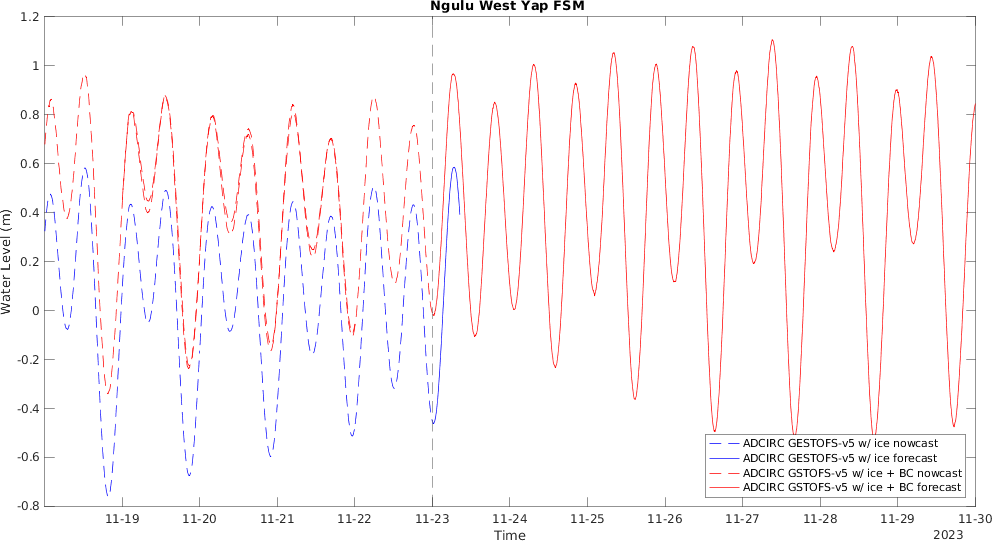 Ngulu West Yap FSM
1.2
1
0.8
0.6
0.4
0.2
0
-0.2
-0.4
-0.6
-0.8
Water Level (m)
ADCIRC GESTOFS-v5 w/ ice nowcast
ADCIRC GESTOFS-v5 w/ ice forecast
ADCIRC GSTOFS-v5 w/ ice + BC nowcast
ADCIRC GSTOFS-v5 w/ ice + BC forecast
11-19 11-20 11-21 11-22 11-23 11-24 11-25 11-26 11-27 11-28 11-29 11-30
Time
2023